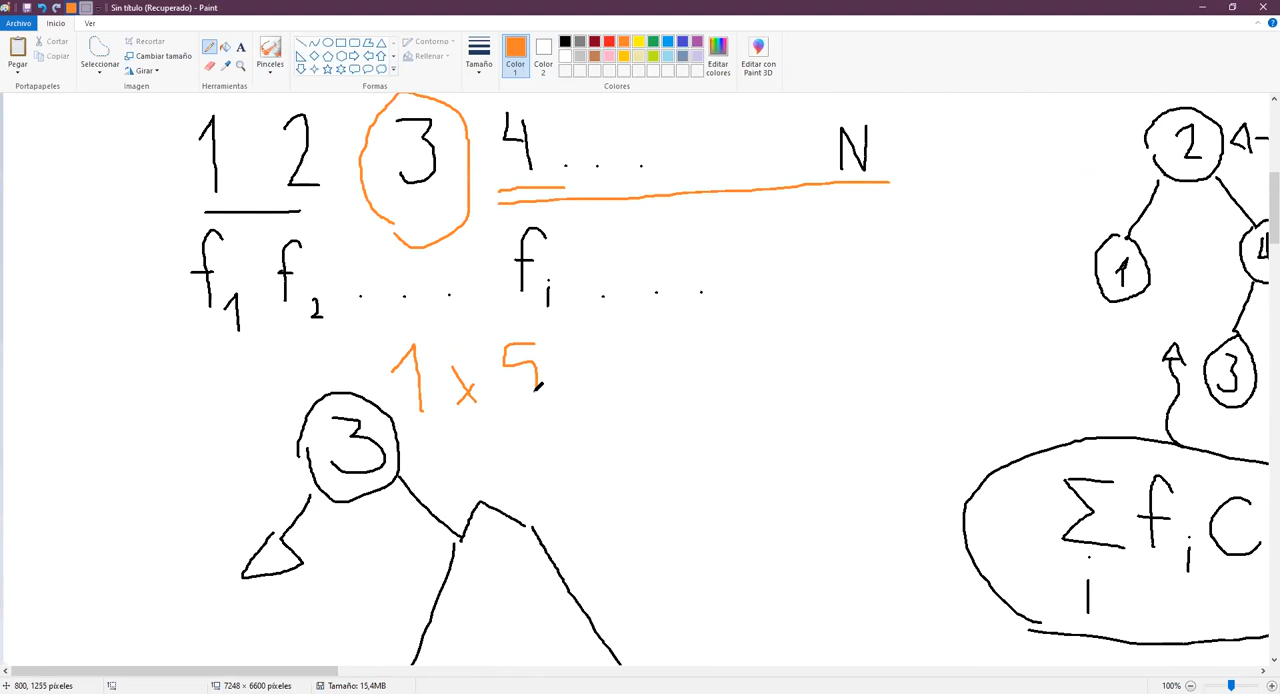 Sin título (Recuperado) - Paint
Archivo Inicio Ver
Pegar
Cortar
Copiar
Portapapeles
Seleccionar
Recortar
Cambiar tamaño
Girar
Imagen
A
Herramientas
Pinceles
Contorno
Rellenar
Formas
Tamaño
Color 1
Color 2
Editar colores
Colores
Editar con Paint 3D
1 2 3 4 . . . N
f1 f2 . . . fi . . .
1 x 5
3
2
1 4
3
Σ fi C
i
800, 1255 píxeles
7248 × 6600 píxeles
Tamaño: 15,4MB
100%